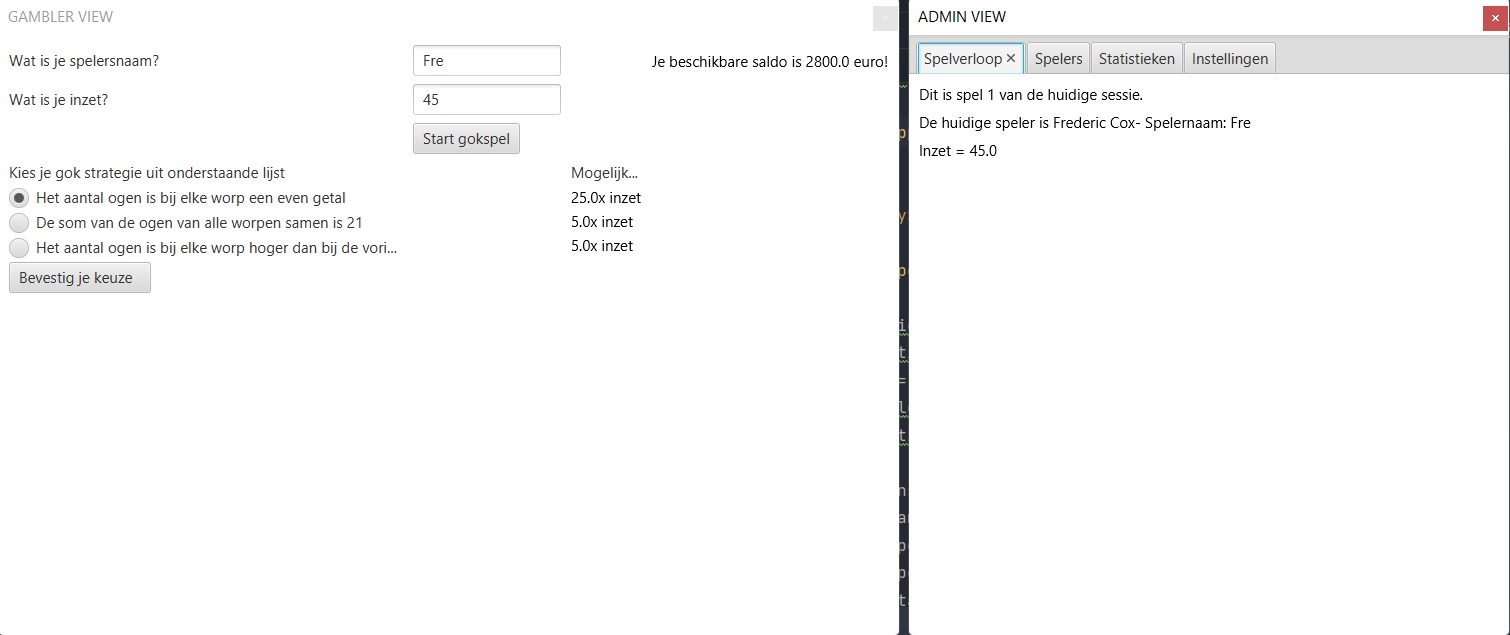 GAMBLER VIEW
Wat is je spelersnaam?
Fre
Je beschikbare saldo is 2800.0 euro!
Wat is je inzet?
45
Start gokspel
Kies je gok strategie uit onderstaande lijst
Mogelijk...
Het aantal ogen is bij elke worp een even getal
25.0x inzet
De som van de ogen van alle worpen samen is 21
5.0x inzet
Het aantal ogen is bij elke worp hoger dan bij de vori...
5.0x inzet
Bevestig je keuze
ADMIN VIEW
Spelverloop
Spelers
Statistieken
Instellingen
Dit is spel 1 van de huidige sessie.
De huidige speler is Frederic Cox- Spelernaam: Fre
Inzet = 45.0